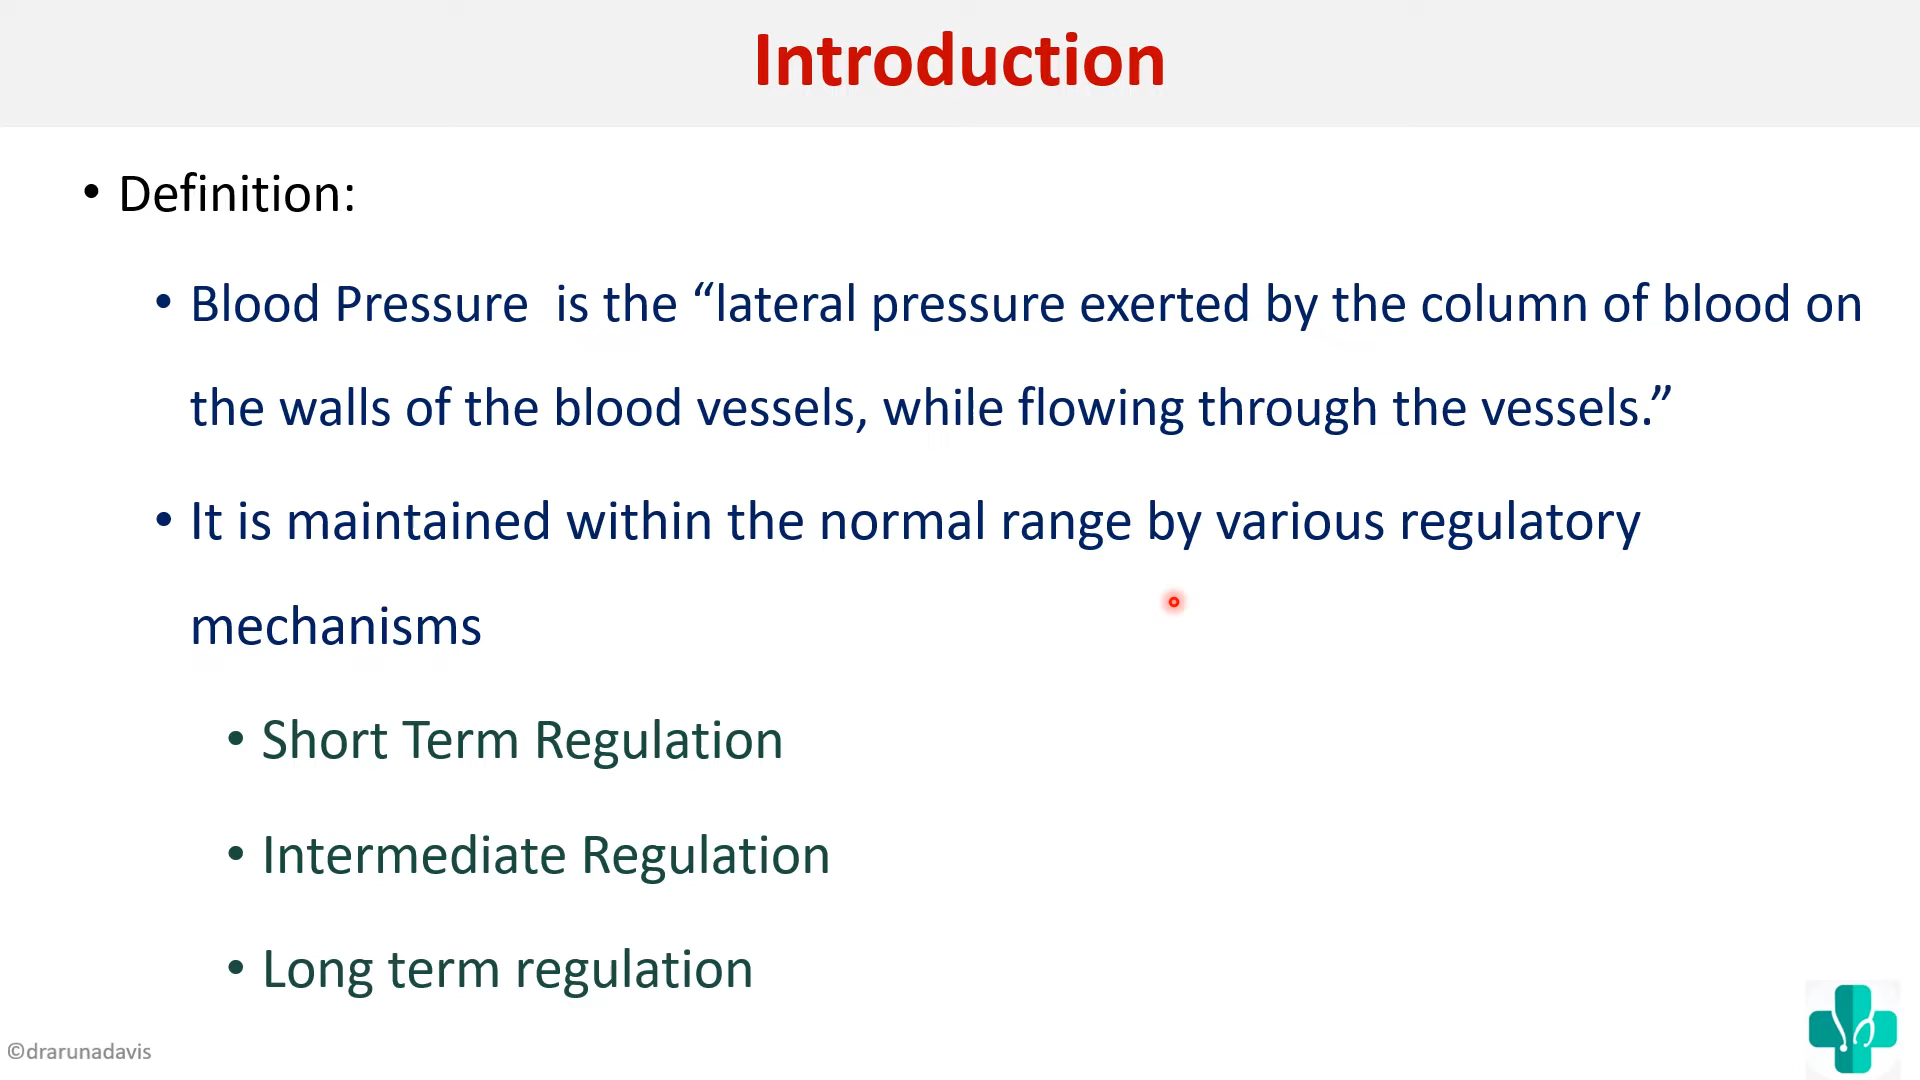 Introduction
• Definition:
• Blood Pressure  is the “lateral pressure exerted by the column of blood on
the walls of the blood vessels, while flowing through the vessels.”
• It is maintained within the normal range by various regulatory
mechanisms
• Short Term Regulation
• Intermediate Regulation
• Long term regulation
©drarunadavis